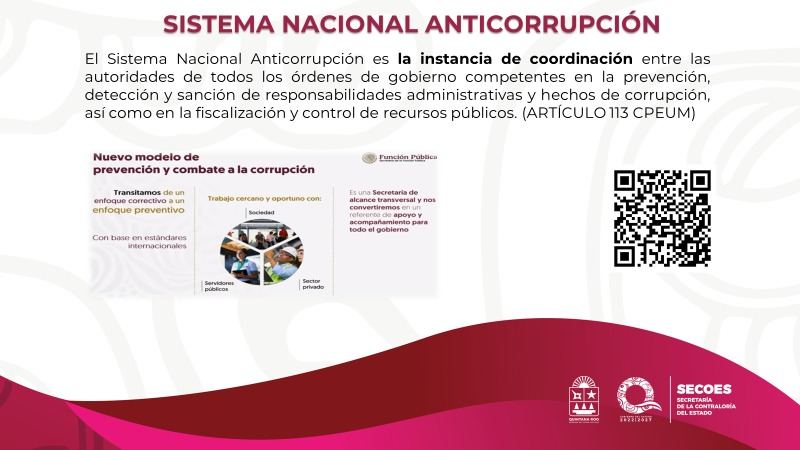 SISTEMA NACIONAL ANTICORRUPCIÓN
El Sistema Nacional Anticorrupción es la instancia de coordinación entre las
autoridades de todos los órdenes de gobierno competentes en la prevención,
detección y sanción de responsabilidades administrativas y hechos de corrupción,
así como en la fiscalización y control de recursos públicos. (ARTÍCULO 113 CPEUM)
Nuevo modelo de
prevención y combate a la corrupción
Función Pública
Transitamos de un
enfoque correctivo a un
enfoque preventivo
Con base en estándares
internacionales
Trabajo cercano y oportuno con:
Sociedad
Servidores
públicos
Sector
privado
Es una Secretaría de
alcance transversal y nos
convertiremos en un
referente de apoyo y
acompañamiento para
todo el gobierno
QUINTANA ROO
2022|2027
SECOES
SECRETARÍA
DE LA CONTRALORÍA
DEL ESTADO